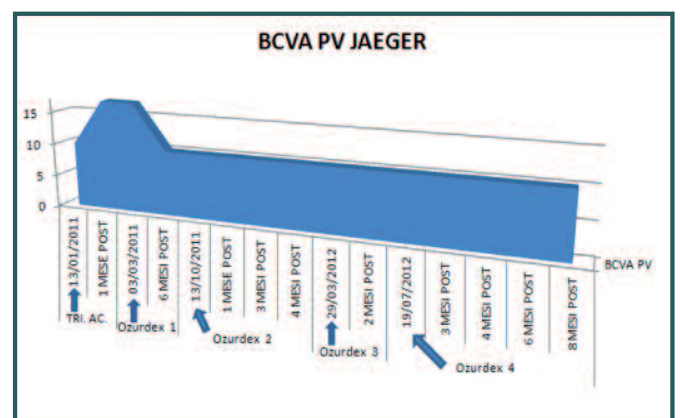 BCVA PV JAEGER
15
10
5
0
13/01/2011
1 MESE POST
03/03/2011
6 MESI POST
13/10/2011
1 MESE POST
3 MESI POST
4 MESI POST
29/03/2012
2 MESI POST
19/07/2012
3 MESI POST
4 MESI POST
6 MESI POST
8 MESI POST
BCVA PV
TRI. AC.
Ozurdex 1
Ozurdex 2
Ozurdex 3
Ozurdex 4